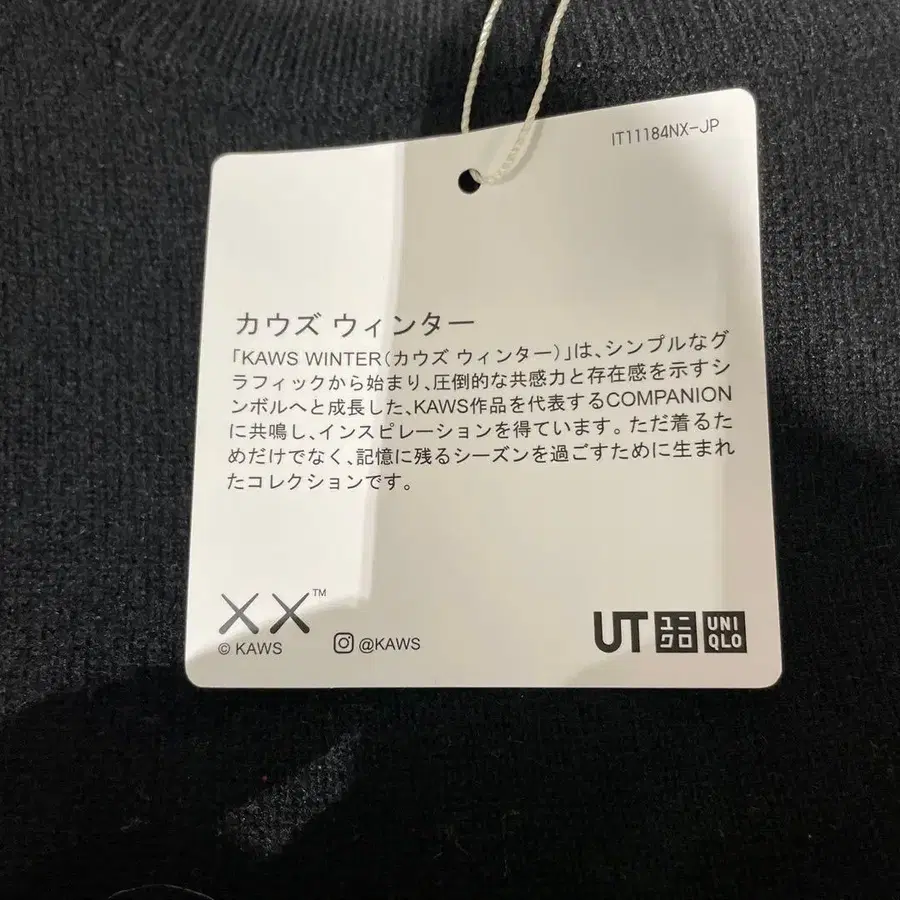 IT11184NX-JP
カウズ ウィンター
「KAWS WINTER(カウズ ウィンター)」は、シンプルなグ
ラフィックから始まり、圧倒的な共感力と存在感を示すシ
ンボルへと成長した、KAWS作品を代表するCOMPANION
に共鳴し、インスピレーションを得ています。ただ着るた
めだけでなく、記憶に残るシーズンを過ごすために生まれ
たコレクションです。
XX™
© KAWS
@KAWS
UT ユニクロ UNIQLO